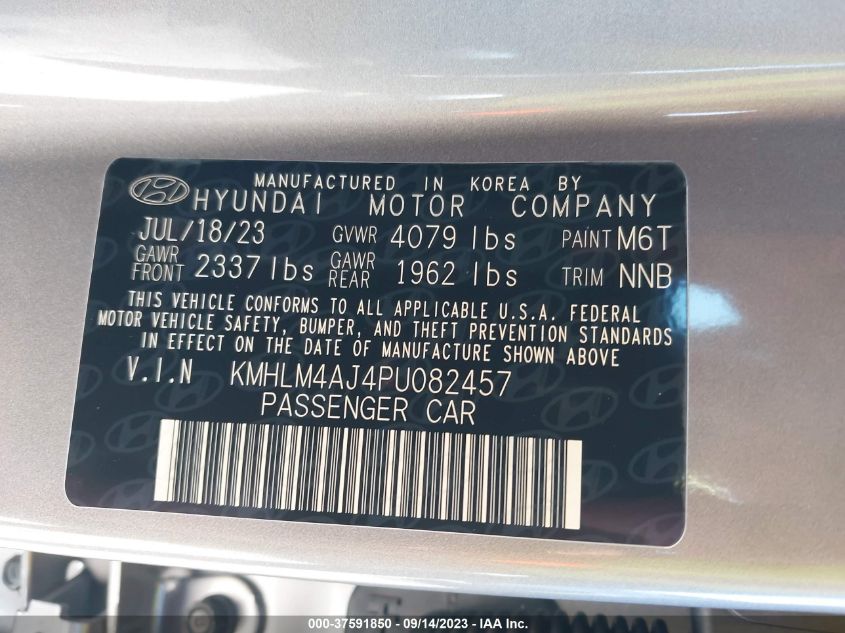 MANUFACTURED IN KOREA BY
HYUNDAI MOTOR COMPANY
JUL/18/23 GVWR 4079 lbs PAINT M6T
GAWR FRONT 2337 lbs GAWR REAR 1962 lbs TRIM NNB
THIS VEHICLE CONFORMS TO ALL APPLICABLE U.S.A. FEDERAL
MOTOR VEHICLE SAFETY, BUMPER, AND THEFT PREVENTION STANDARDS
IN EFFECT ON THE DATE OF MANUFACTURE SHOWN ABOVE
V.I.N KMHLM4AJ4PU082457
PASSENGER CAR
000-37591850 - 09/14/2023 - IAA Inc.